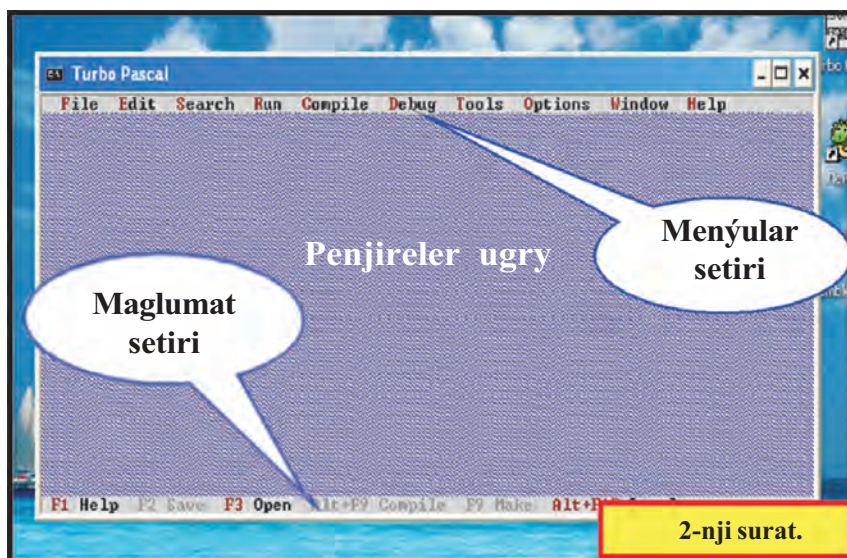 Turbo Pascal
File Edit Search Run Compile Debug Tools Options Window Help
Penjireler ugry
Menýular
setiri
Maglumat
setiri
F1 Help F2 Save F3 Open Alt+F9 Compile F9 Make
2-nji surat.